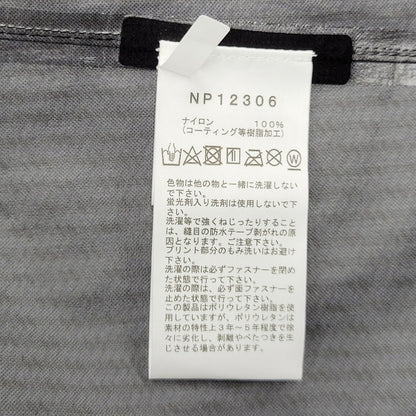 NP12306
ナイロン 100%
(コーティング等樹脂加工)
W
色物は他の物と一緒に洗濯しない
で下さい。
蛍光剤入り洗剤は使用しないで下
さい。
洗濯等で強くねじったりすること
は、縫目の防水テープ剥がれの原
因となります。ご注意下さい。
プリント部分のもみ洗いはお避け
下さい。
洗濯の際は必ずファスナーを閉め
た状態で行って下さい。
洗濯の際は、必ず面ファスナーを
止めた状態で行って下さい。
この製品はポリウレタン樹脂を使
用していますが、ポリウレタンは
素材の特性上3年~5年程度で徐
々に劣化し、剥離やべたつきを生
じさせる場合があります。